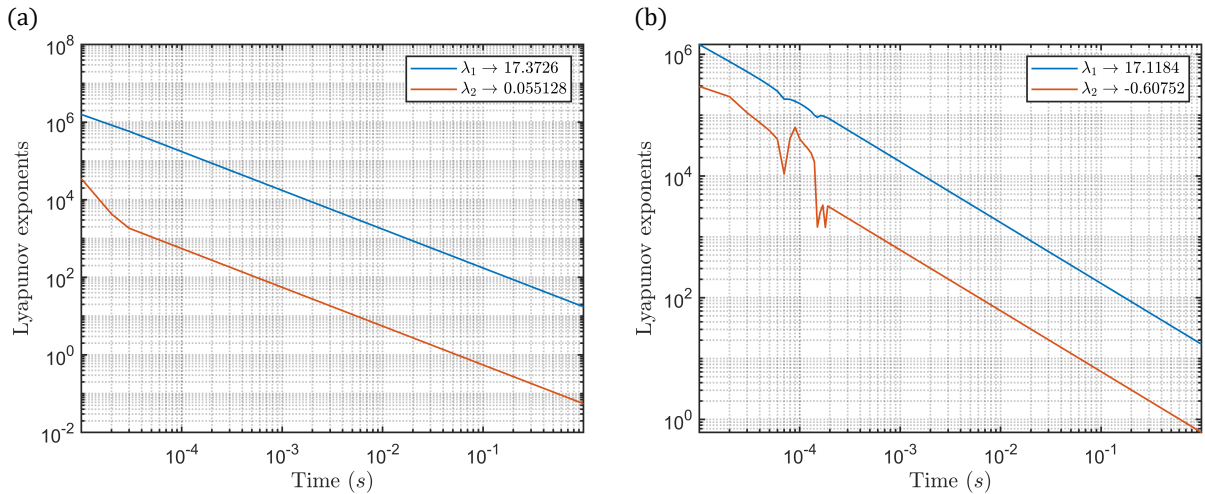 (a)
10^8
10^6
10^4
10^2
10^0
10^-2
Lyapunov exponents
λ₁ → 17.3726
λ₂ → 0.055128
10^-4
10^-3
10^-2
10^-1
Time (s)
(b)
10^6
10^4
10^2
10^0
Lyapunov exponents
λ₁ → 17.1184
λ₂ → -0.60752
10^-4
10^-3
10^-2
10^-1
Time (s)